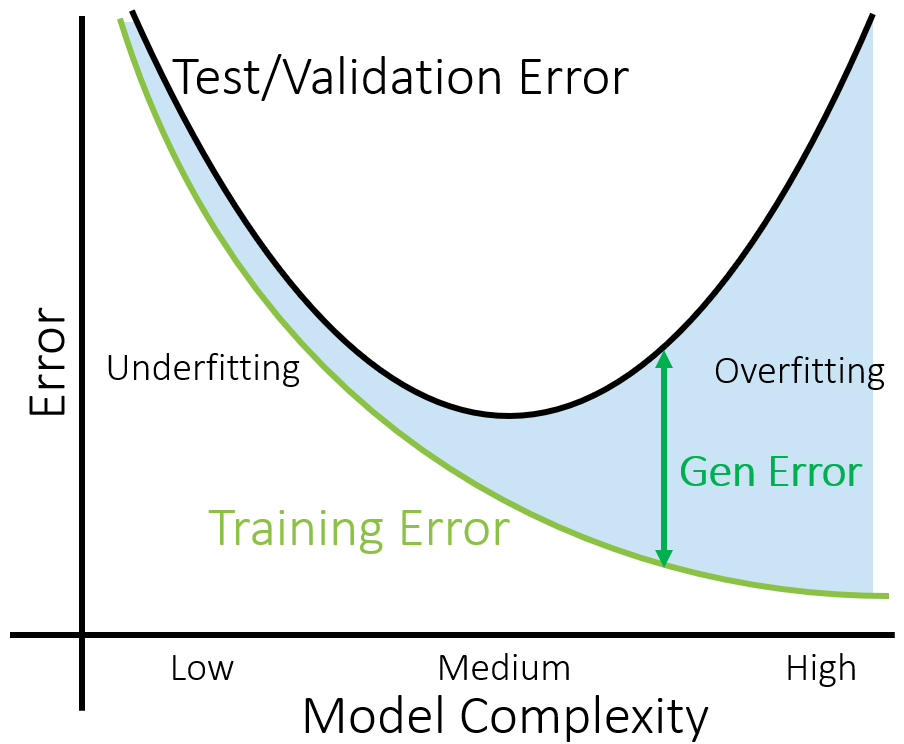 Test/Validation Error
Error
Underfitting
Overfitting
Gen Error
Training Error
Low
Medium
High
Model Complexity